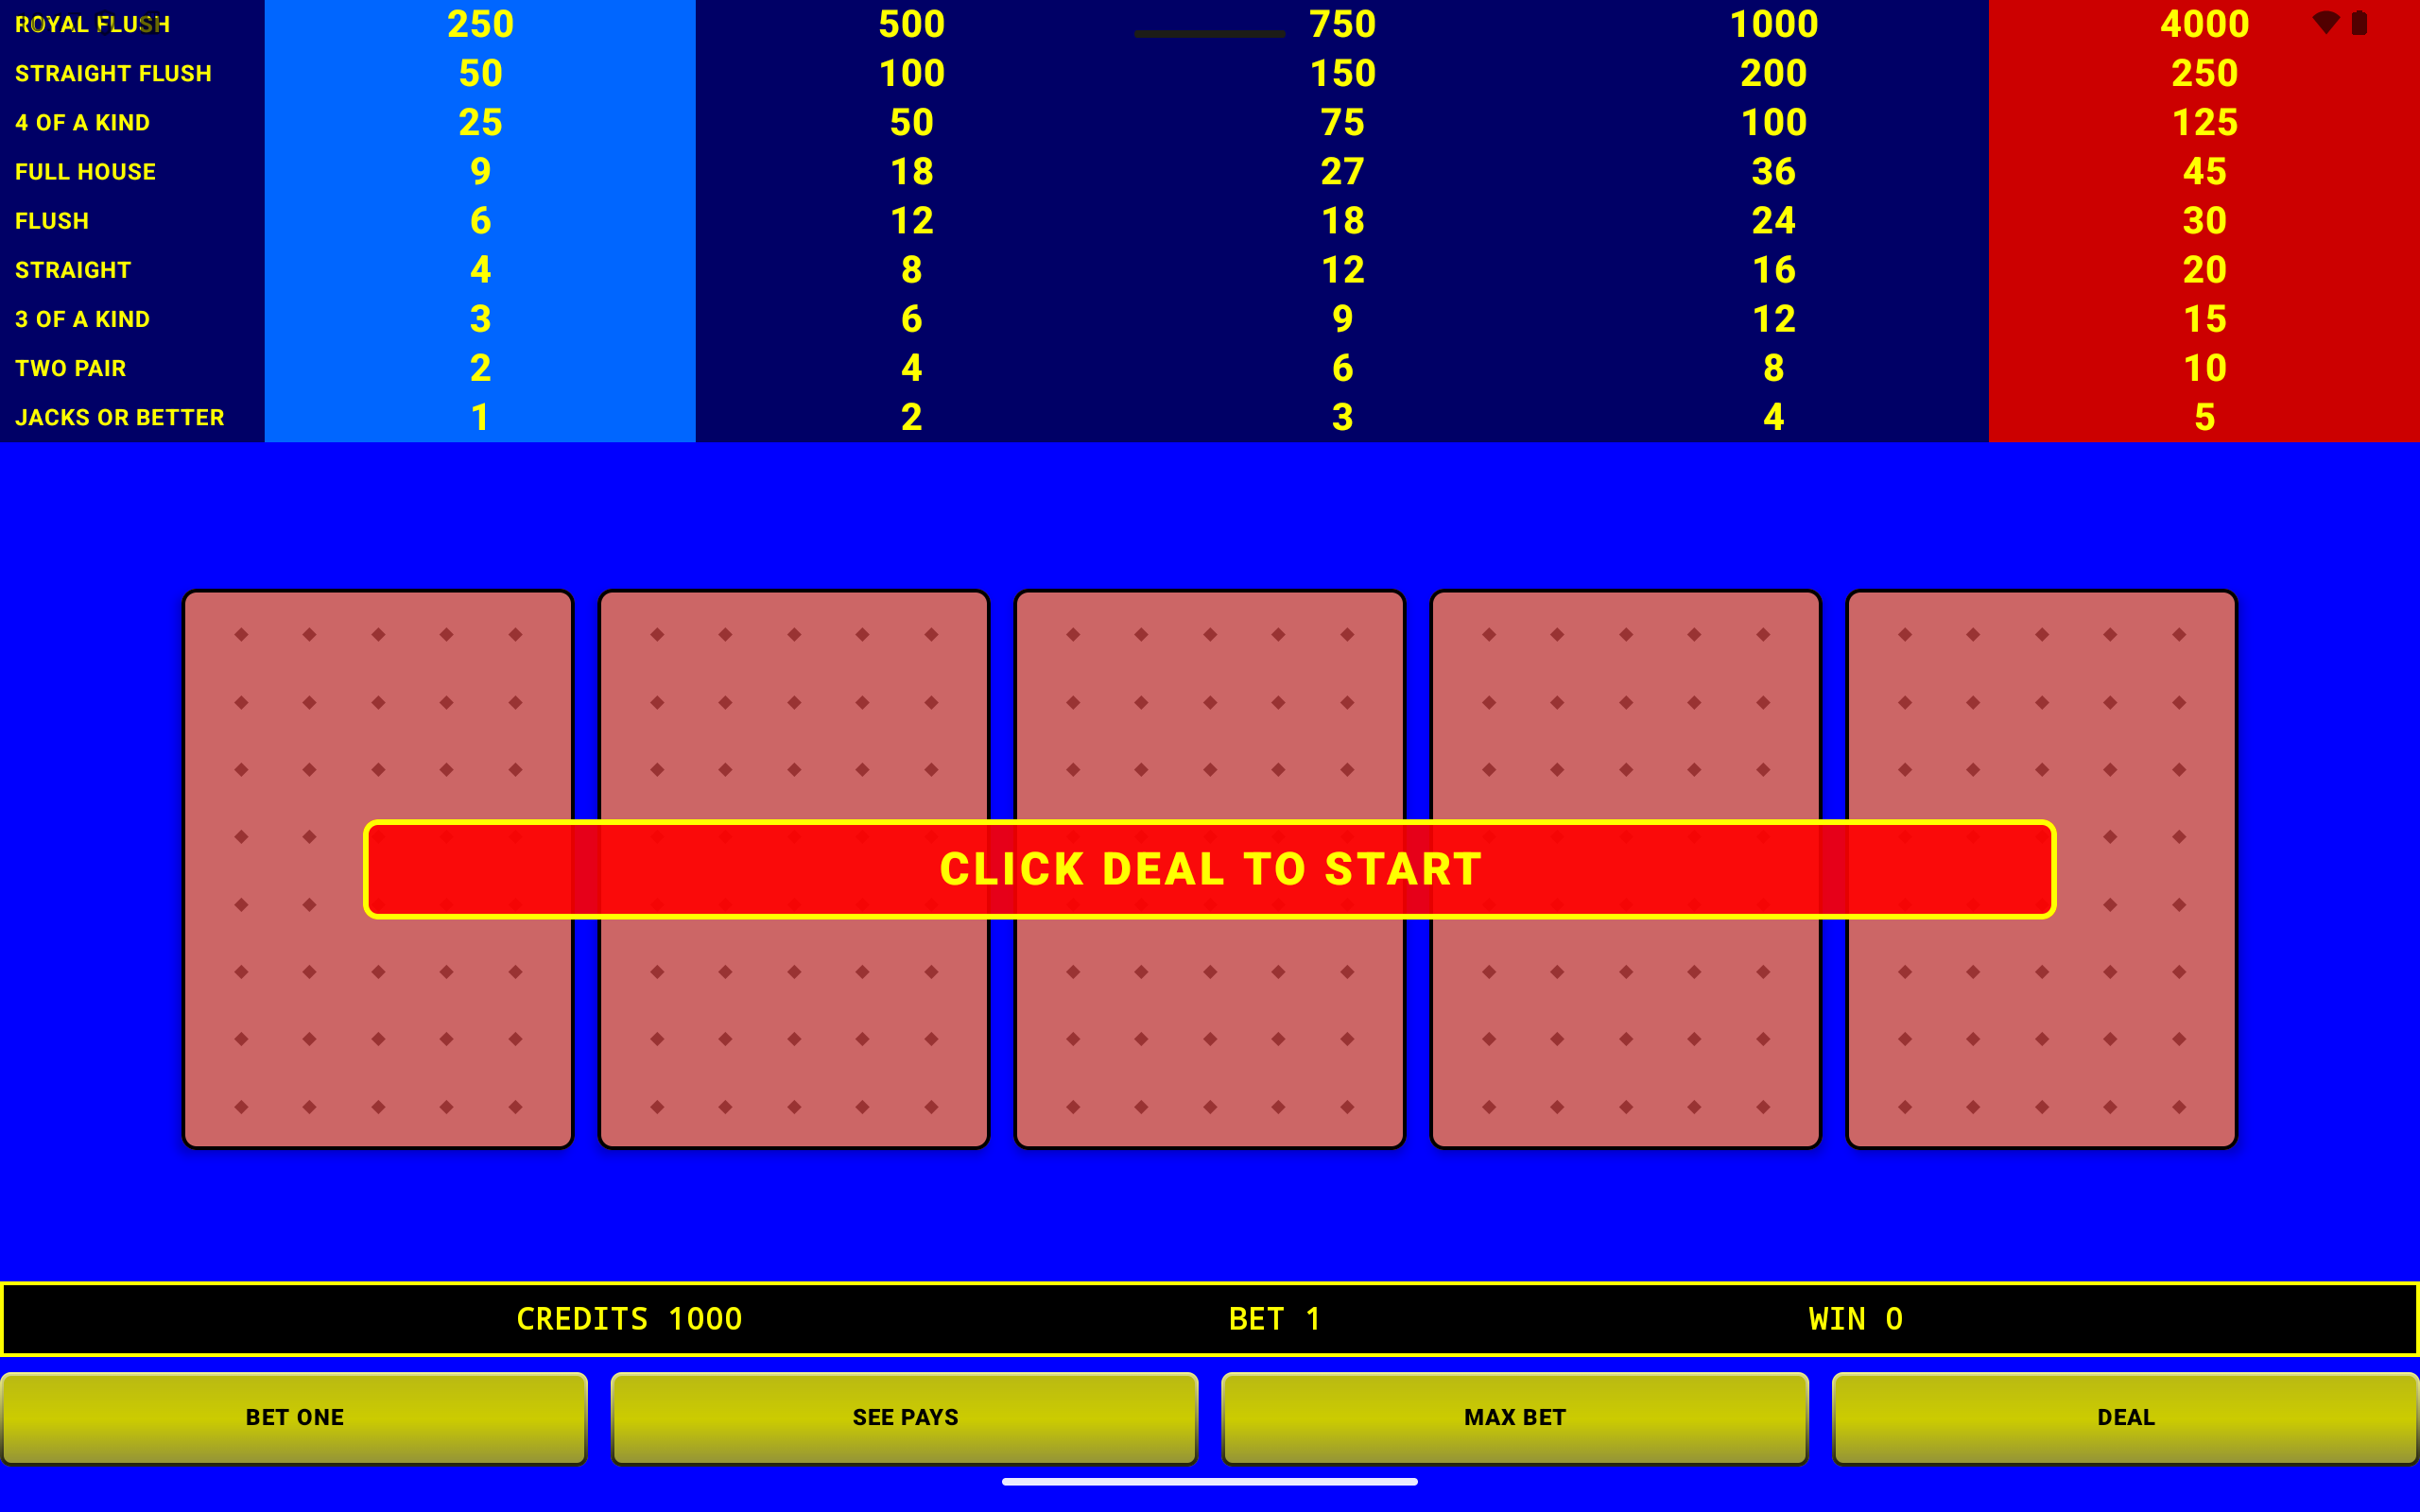 ROYAL FLUSH 250 500 750 1000 4000
STRAIGHT FLUSH 50 100 150 200 250
4 OF A KIND 25 50 75 100 125
FULL HOUSE 9 18 27 36 45
FLUSH 6 12 18 24 30
STRAIGHT 4 8 12 16 20
3 OF A KIND 3 6 9 12 15
TWO PAIR 2 4 6 8 10
JACKS OR BETTER 1 2 3 4 5
CLICK DEAL TO START
CREDITS 1000 BET 1 WIN 0
BET ONE SEE PAYS MAX BET DEAL